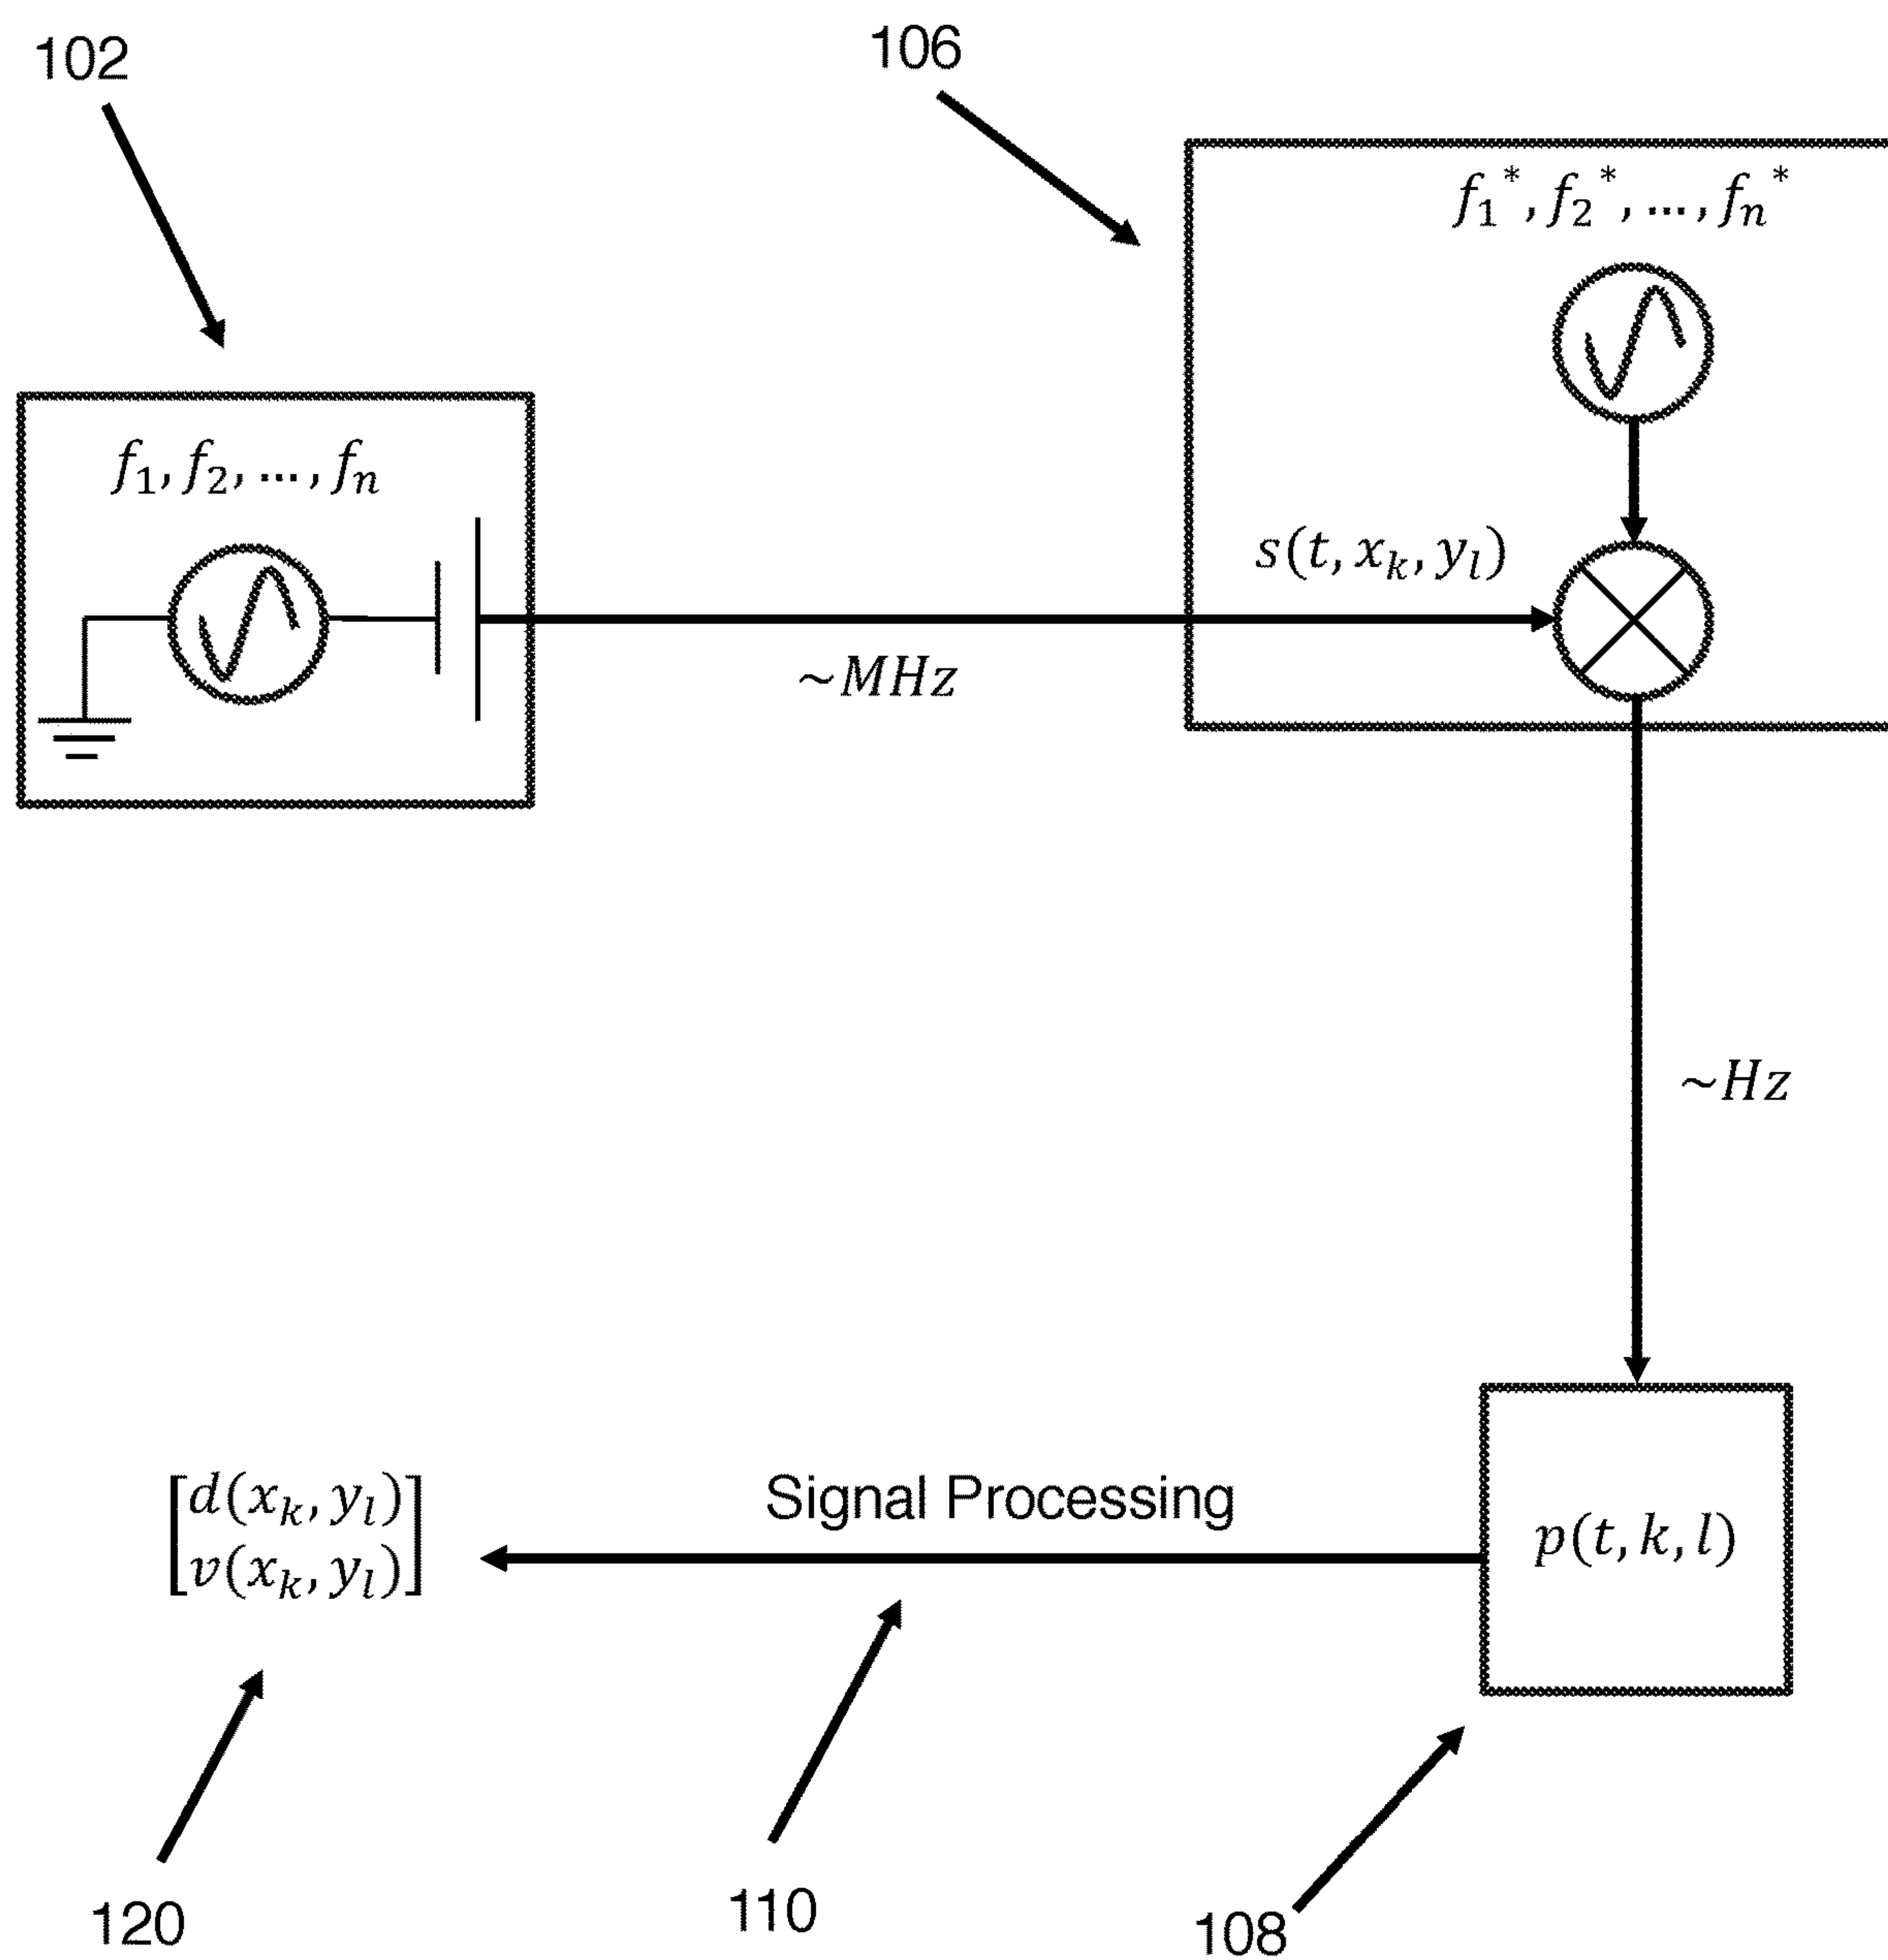 102
106
f₁*, f₂*, ..., fₙ*
f₁, f₂, ..., fₙ
s(t, xₖ, yₗ)
~MHz
~Hz
Signal Processing
[d(xₖ, yₗ)]
[v(xₖ, yₗ)]
p(t, k, l)
120
110
108